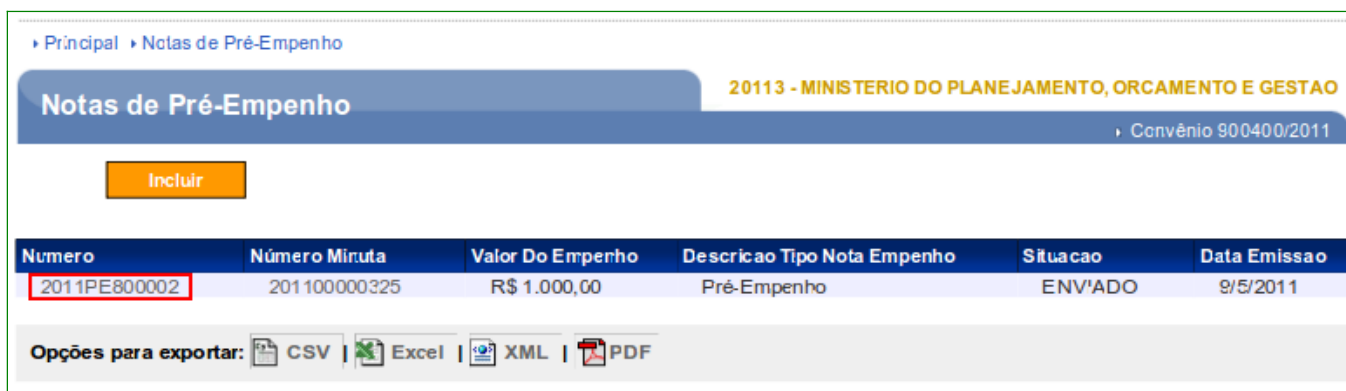 Principal Notas de Pré-Empenho
20113 - MINISTERIO DO PLANEJAMENTO, ORCAMENTO E GESTAO
Notas de Pré-Empenho
Convênio 900400/2011
Incluir
Numero Número Minuta Valor Do Empenho Descricao Tipo Nota Empenho Situacao Data Emissao
2011PE800002 201100000325 R$ 1.000,00 Pré-Empenho ENVIADO 9/5/2011
Opções para exportar: CSV | Excel | XML | PDF